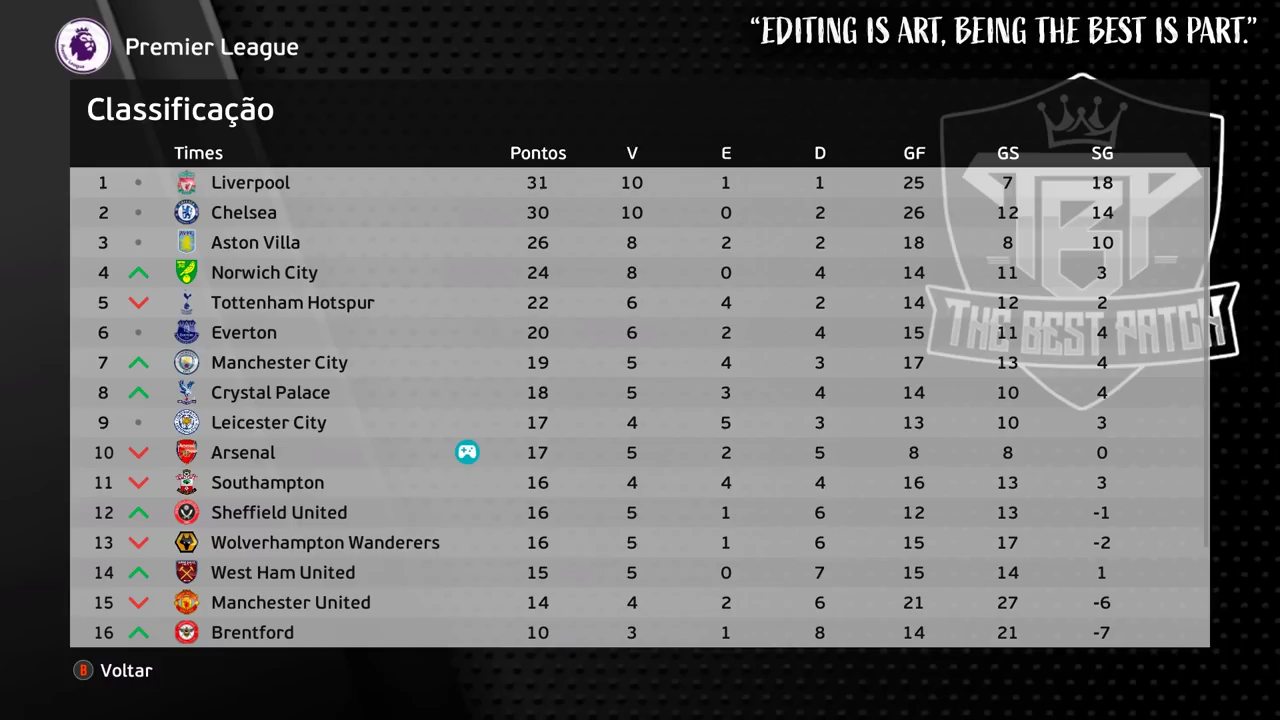 “EDITING IS ART, BEING THE BEST IS PART.”
Premier League
Classificação
Times Pontos V E D GF GS SG
1 Liverpool 31 10 1 1 25 7 18
2 Chelsea 30 10 0 2 26 12 14
3 Aston Villa 26 8 2 2 18 8 10
4 Norwich City 24 8 0 4 14 11 3
5 Tottenham Hotspur 22 6 4 2 14 12 2
6 Everton 20 6 2 4 15 11 4
7 Manchester City 19 5 4 3 17 13 4
8 Crystal Palace 18 5 3 4 14 10 4
9 Leicester City 17 4 5 3 13 10 3
10 Arsenal 17 5 2 5 8 8 0
11 Southampton 16 4 4 4 16 13 3
12 Sheffield United 16 5 1 6 12 13 -1
13 Wolverhampton Wanderers 16 5 1 6 15 17 -2
14 West Ham United 15 5 0 7 15 14 1
15 Manchester United 14 4 2 6 21 27 -6
16 Brentford 10 3 1 8 14 21 -7
TBP
THE BEST PATCH
B Voltar